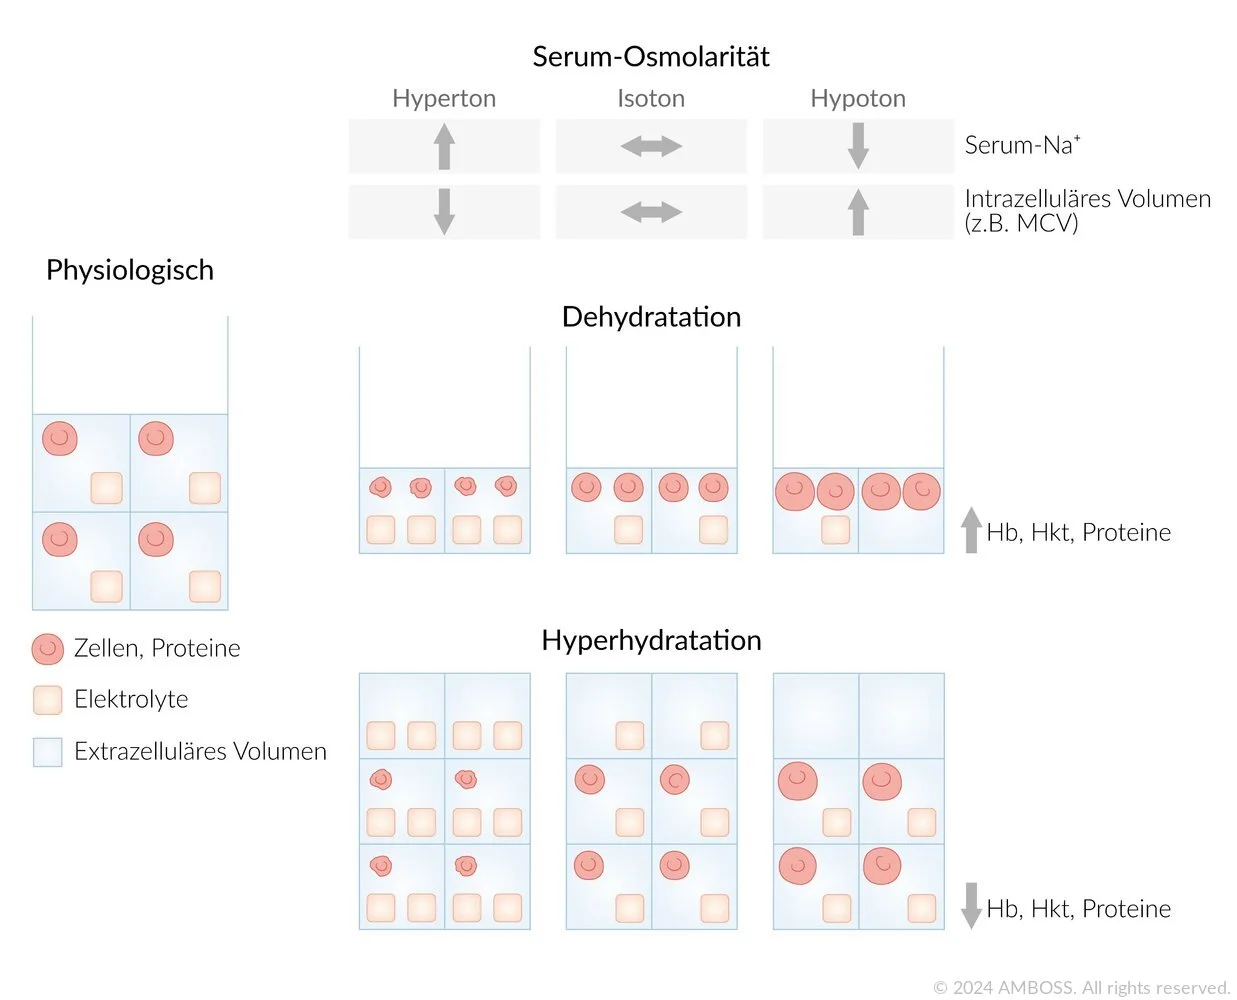 Serum-Osmolarität
Hyperton
Isoton
Hypoton
Serum-Na⁺
Intrazelluläres Volumen
(z.B. MCV)
Physiologisch
Dehydratation
Hb, Hkt, Proteine
Hyperhydratation
Zellen, Proteine
Elektrolyte
Extrazelluläres Volumen
Hb, Hkt, Proteine
© 2024 AMBOSS. All rights reserved.